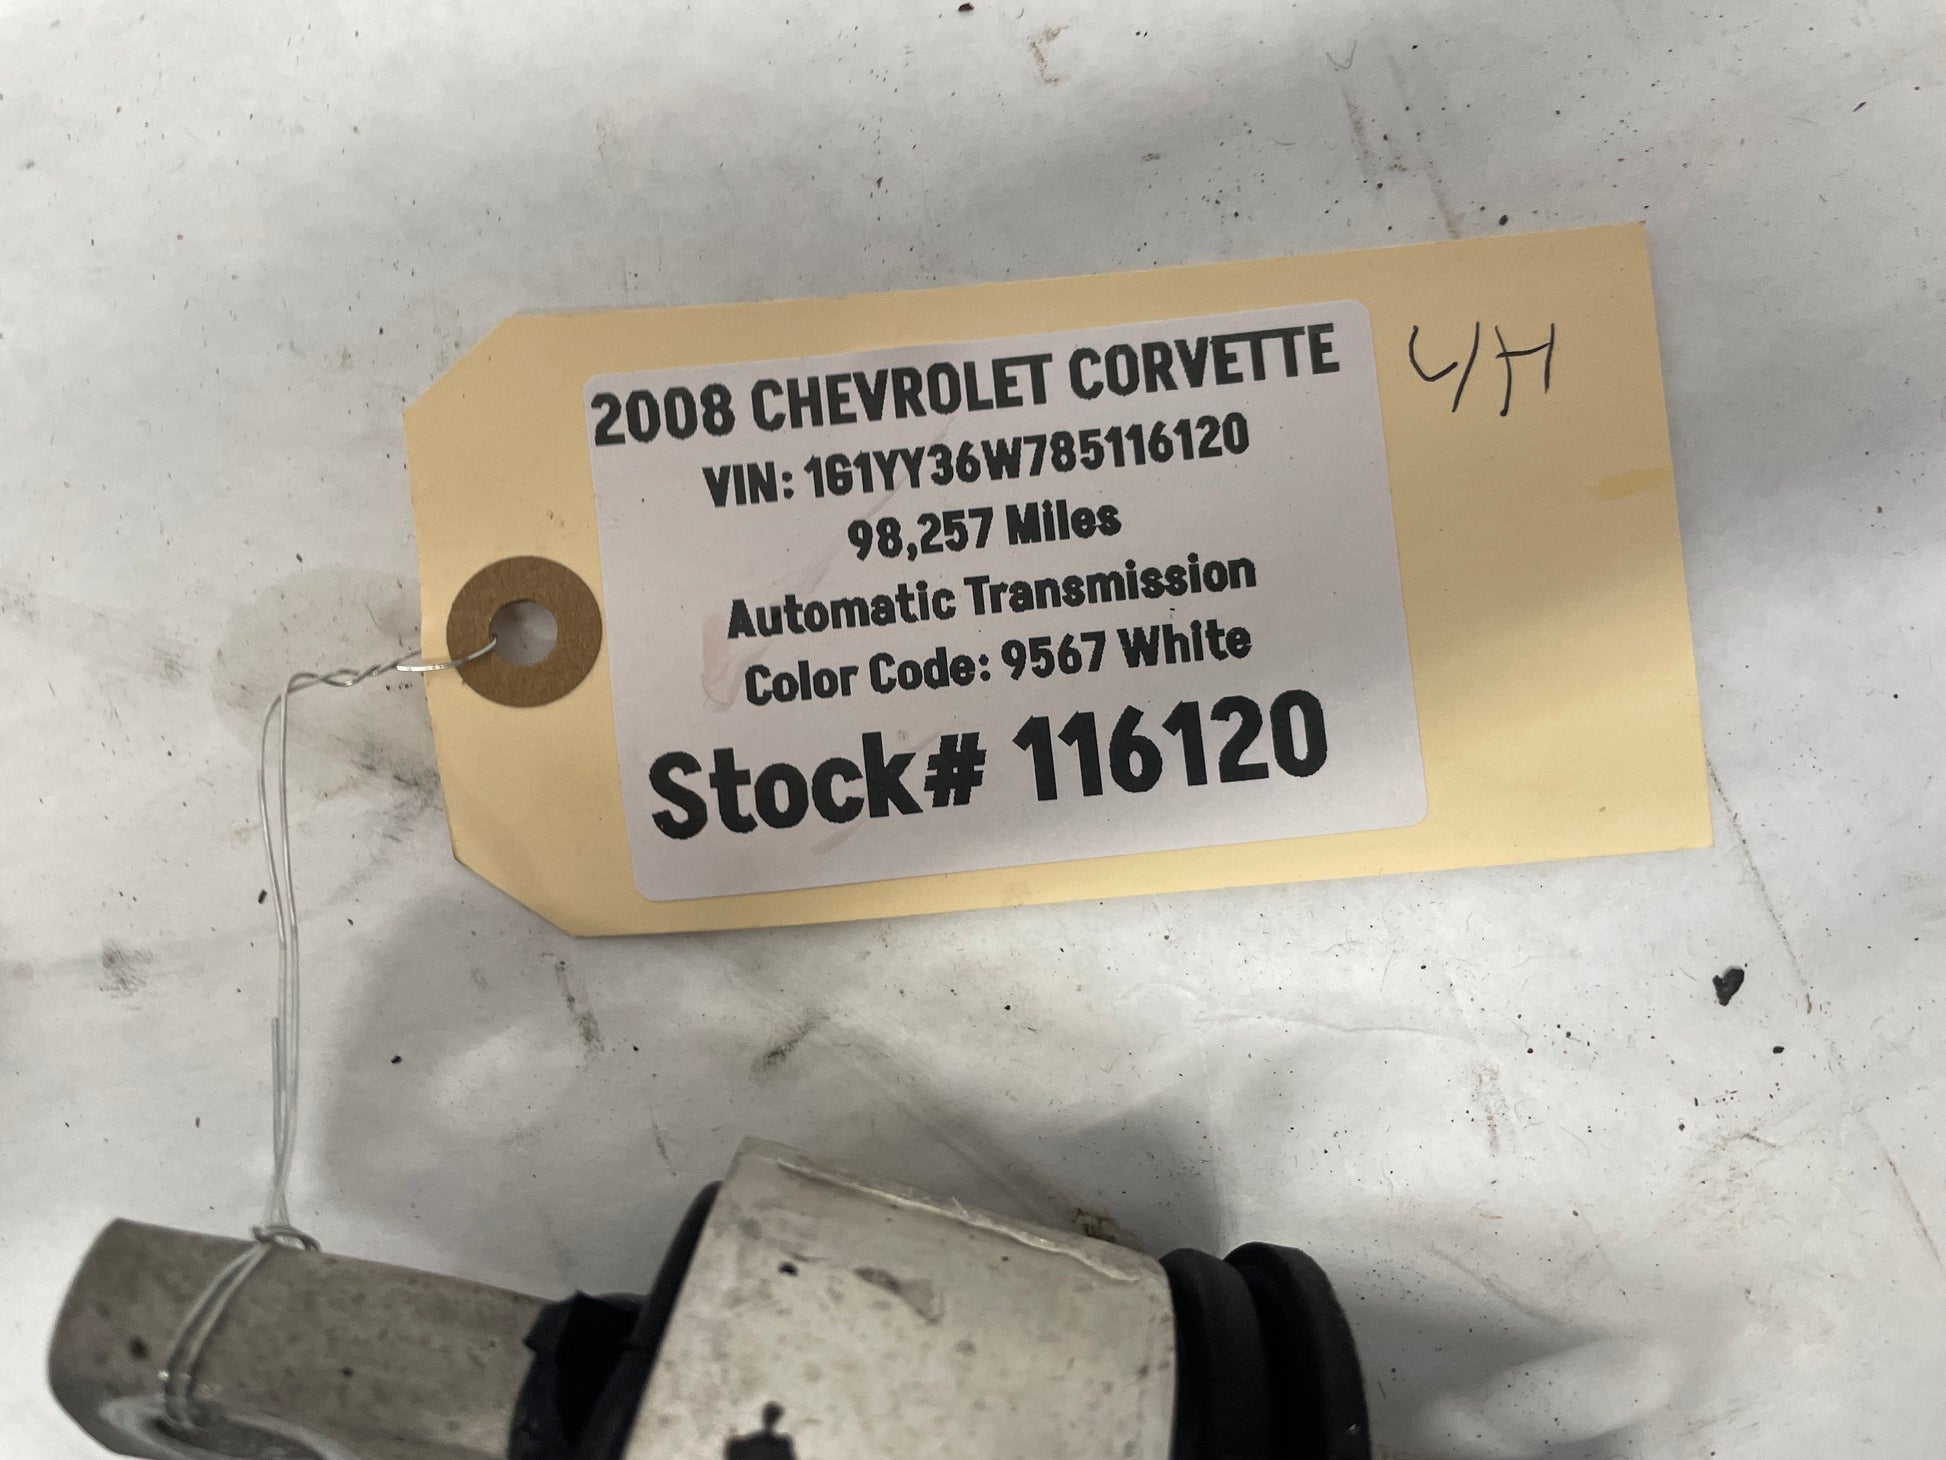 2008 CHEVROLET CORVETTE
VIN: 1G1YY36W785116120
98,257 Miles
Automatic Transmission
Color Code: 9567 White
Stock# 116120